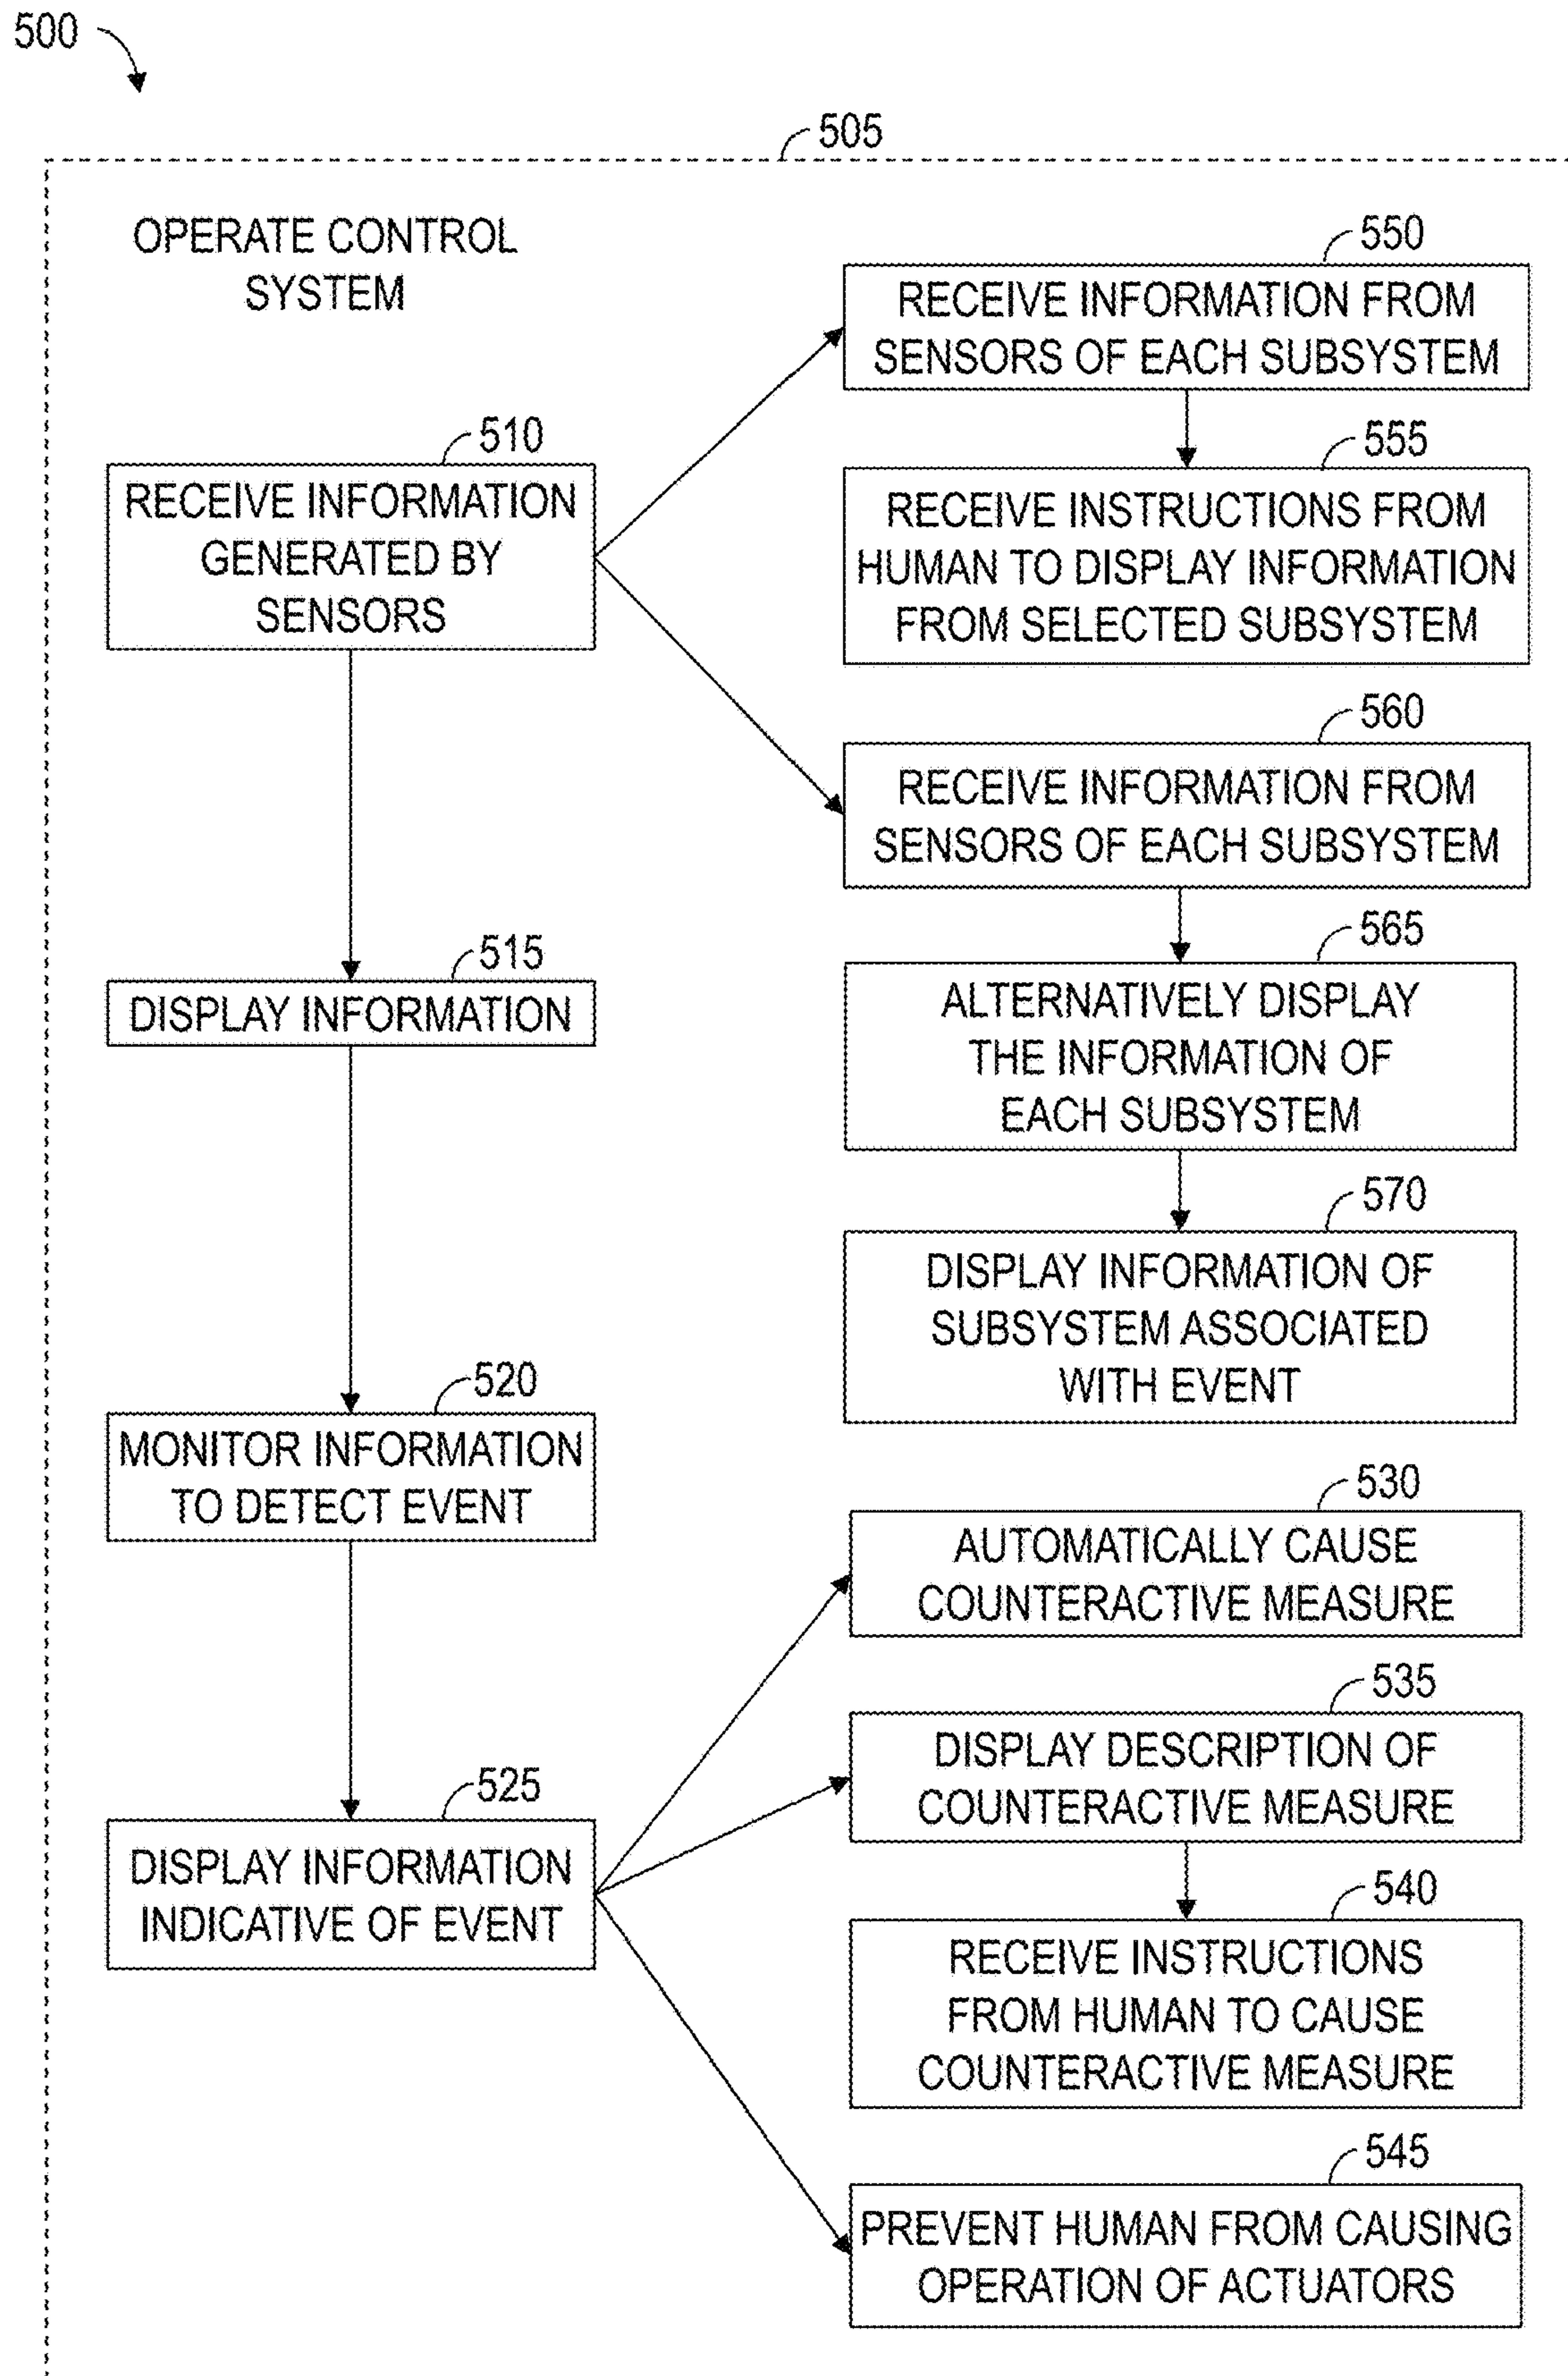 500
505
OPERATE CONTROL
SYSTEM
550
RECEIVE INFORMATION FROM
SENSORS OF EACH SUBSYSTEM
510
RECEIVE INFORMATION
GENERATED BY
SENSORS
555
RECEIVE INSTRUCTIONS FROM
HUMAN TO DISPLAY INFORMATION
FROM SELECTED SUBSYSTEM
560
RECEIVE INFORMATION FROM
SENSORS OF EACH SUBSYSTEM
515
DISPLAY INFORMATION
565
ALTERNATIVELY DISPLAY
THE INFORMATION OF
EACH SUBSYSTEM
570
DISPLAY INFORMATION OF
SUBSYSTEM ASSOCIATED
WITH EVENT
520
MONITOR INFORMATION
TO DETECT EVENT
530
AUTOMATICALLY CAUSE
COUNTERACTIVE MEASURE
535
DISPLAY DESCRIPTION OF
COUNTERACTIVE MEASURE
525
DISPLAY INFORMATION
INDICATIVE OF EVENT
540
RECEIVE INSTRUCTIONS
FROM HUMAN TO CAUSE
COUNTERACTIVE MEASURE
545
PREVENT HUMAN FROM CAUSING
OPERATION OF ACTUATORS